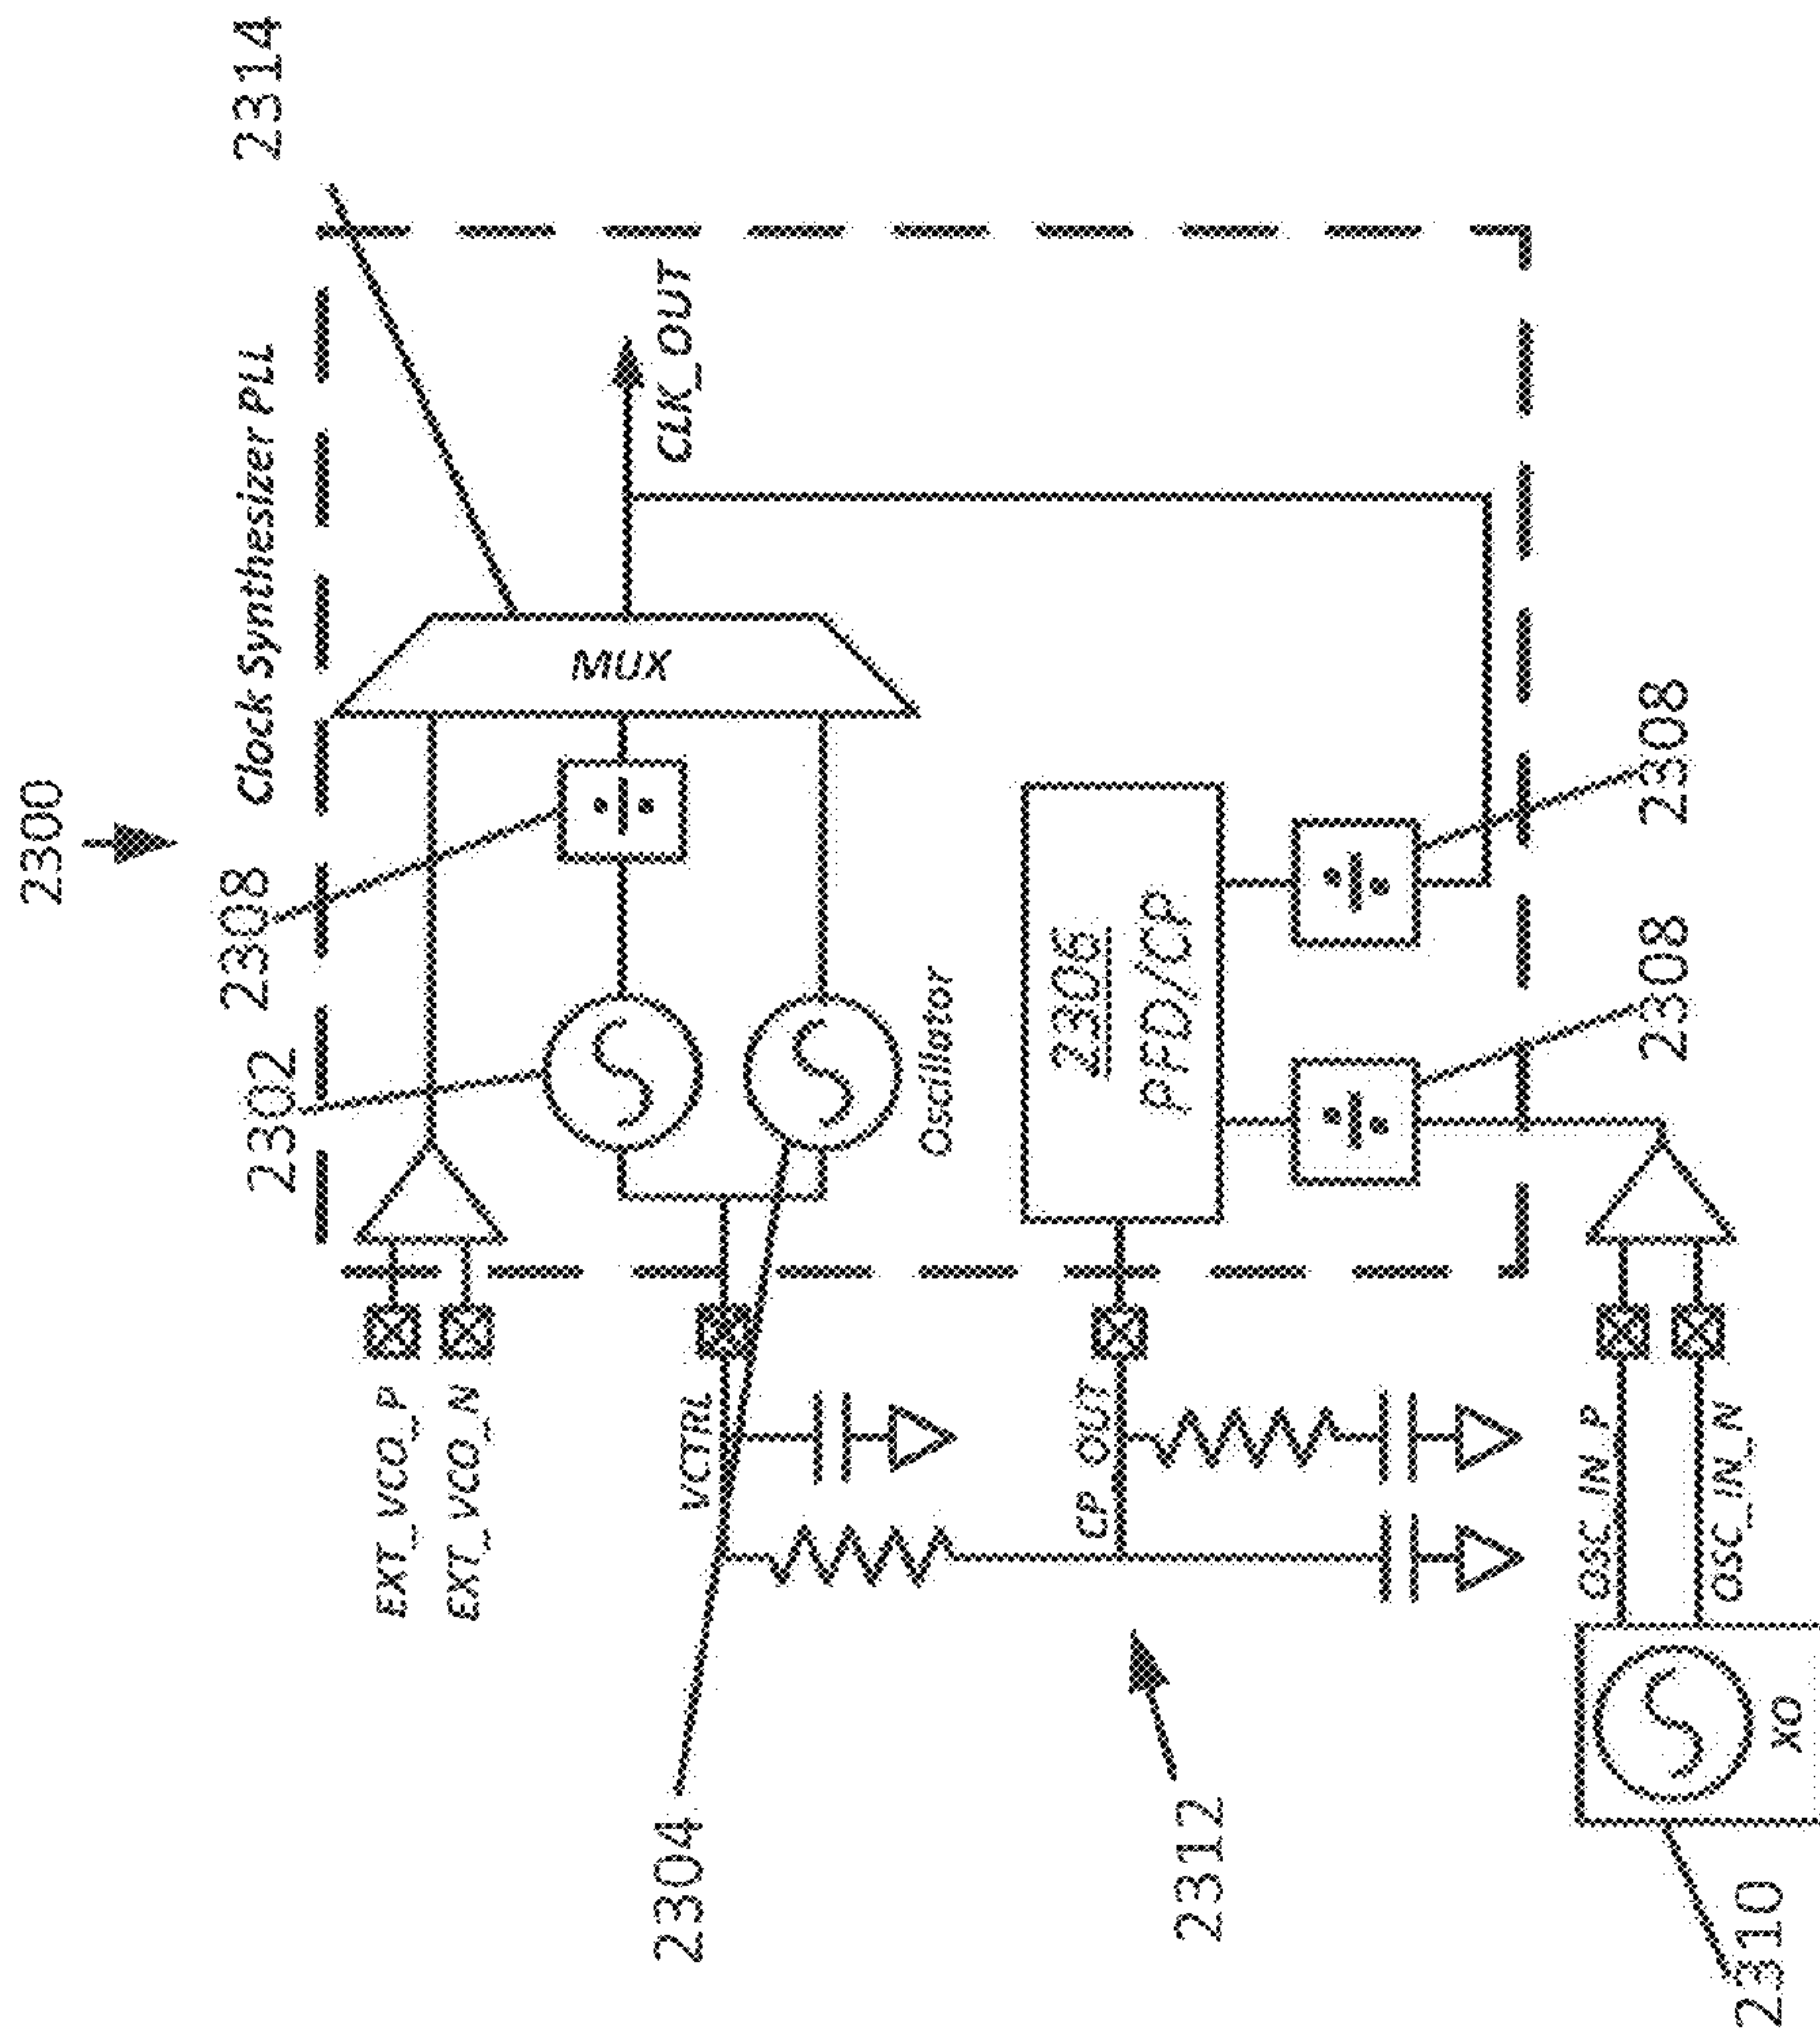 2300
Clock Synthesizer PLL
2314
2308
2302
EXT_VCO_P
EXT_VCO_N
MUX
CLK_OUT
VCTRL
2304
Oscillator
2306
PFD/CP
CP_OUT
2312
2308
2308
OSC_IN_P
OSC_IN_N
XO
2310